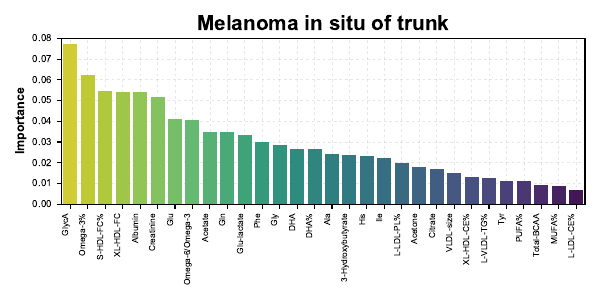 Melanoma in situ of trunk
Importance
0.08
0.07
0.06
0.05
0.04
0.03
0.02
0.01
0.00
GlycA
Omega-3%
S-HDL-FC%
XL-HDL-FC
Albumin
Creatinine
Glu
Omega-6/Omega-3
Acetate
Gln
Glu-lactate
Phe
Gly
DHA
DHA%
Ala
3-Hydroxybutyrate
His
Ile
L-LDL-PL%
Acetone
Citrate
VLDL-size
XL-HDL-CE%
L-VLDL-TG%
Tyr
PUFA%
Total-BCAA
MUFA%
L-LDL-CE%